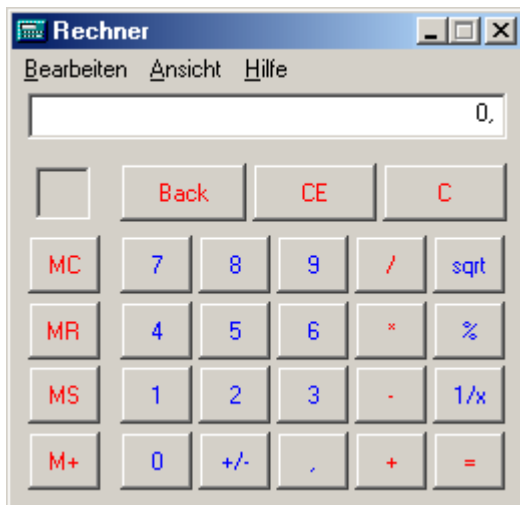 Rechner
Bearbeiten Ansicht Hilfe
0,
Back CE C
MC 7 8 9 / sqrt
MR 4 5 6 * %
MS 1 2 3 - 1/x
M+ 0 +/- , + =